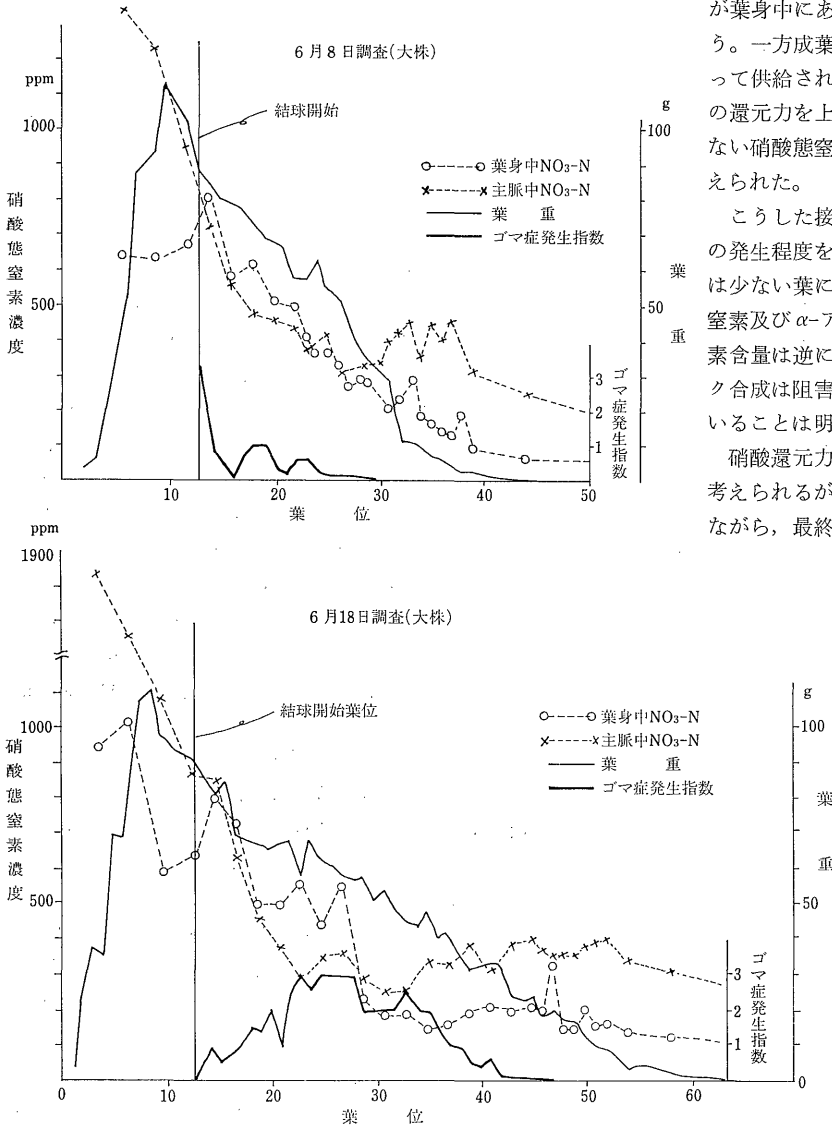 6月8日調査(大株)
ppm
1000
500
硝酸態窒素濃度
結球開始
葉身中NO₃-N
主脈中NO₃-N
葉 重
ゴマ症発生指数
g
100
50
葉重
3
2
1
ゴマ症発生指数
10
20
30
40
50
葉 位
が葉身中にあ
う。一方成葉
って供給され
の還元力を上
ない硝酸態窒
えられた。
こうした接
の発生程度を
は少ない葉に
窒素及びα-ア
素含量は逆に
ク合成は阻害
いることは明
硝酸還元力
考えられるが
ながら，最終
ppm
1900
1000
500
硝酸態窒素濃度
6月18日調査(大株)
結球開始葉位
葉身中NO₃-N
主脈中NO₃-N
葉 重
ゴマ症発生指数
g
100
50
0
葉重
3
2
1
ゴマ症発生指数
0
10
20
30
40
50
60
葉 位